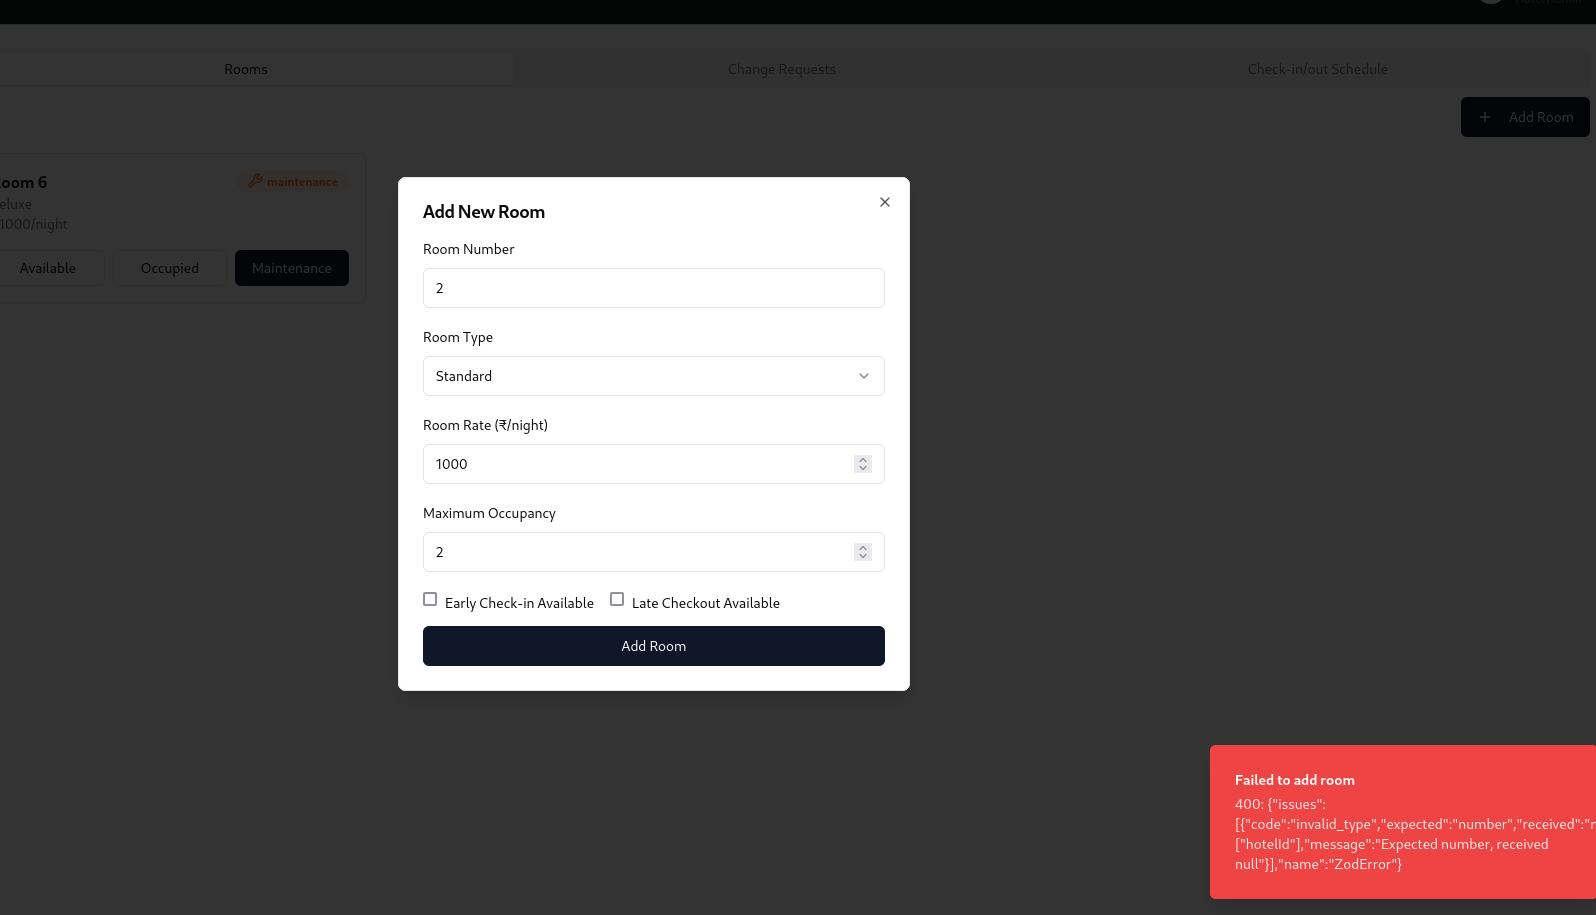 Rooms
Change Requests
Check-in/out Schedule
Add Room
oom 6
maintenance
eluxe
1000/night
Available
Occupied
Maintenance
Add New Room
Room Number
2
Room Type
Standard
Room Rate (₹/night)
1000
Maximum Occupancy
2
Early Check-in Available
Late Checkout Available
Add Room
Failed to add room
400: {"issues":
[{"code":"invalid_type","expected":"number","received":"
["hotelId"],"message":"Expected number, received
null"}],"name":"ZodError"}